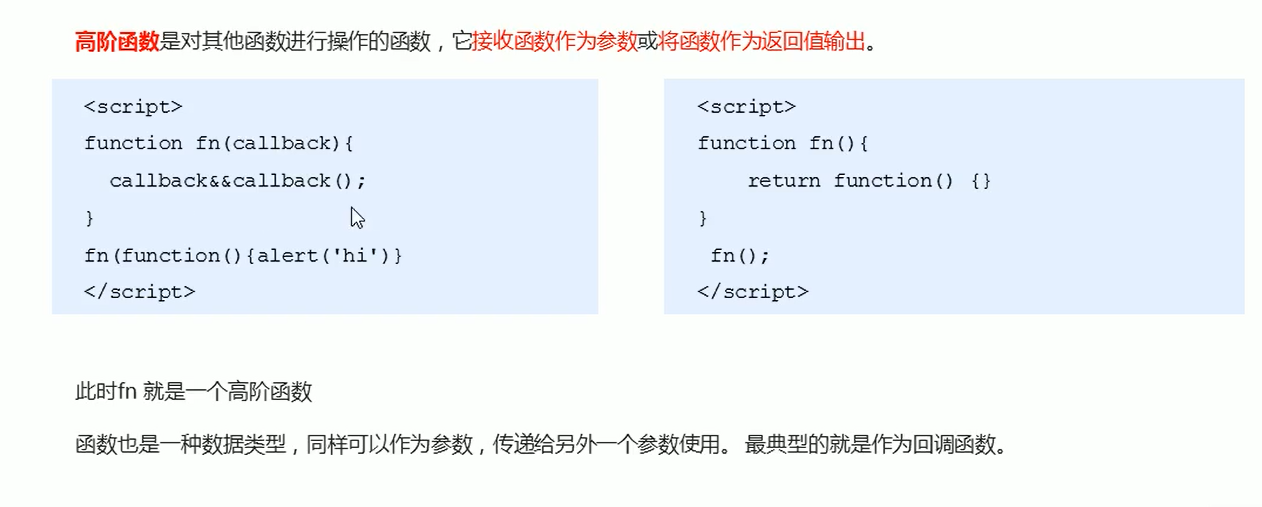 高阶函数是对其他函数进行操作的函数，它接收函数作为参数或将函数作为返回值输出。
<script>
function fn(callback){
callback&&callback();
}
fn(function(){alert('hi')}
</script>
<script>
function fn(){
return function() {}
}
fn();
</script>
此时fn 就是一个高阶函数
函数也是一种数据类型，同样可以作为参数，传递给另外一个参数使用。 最典型的就是作为回调函数。